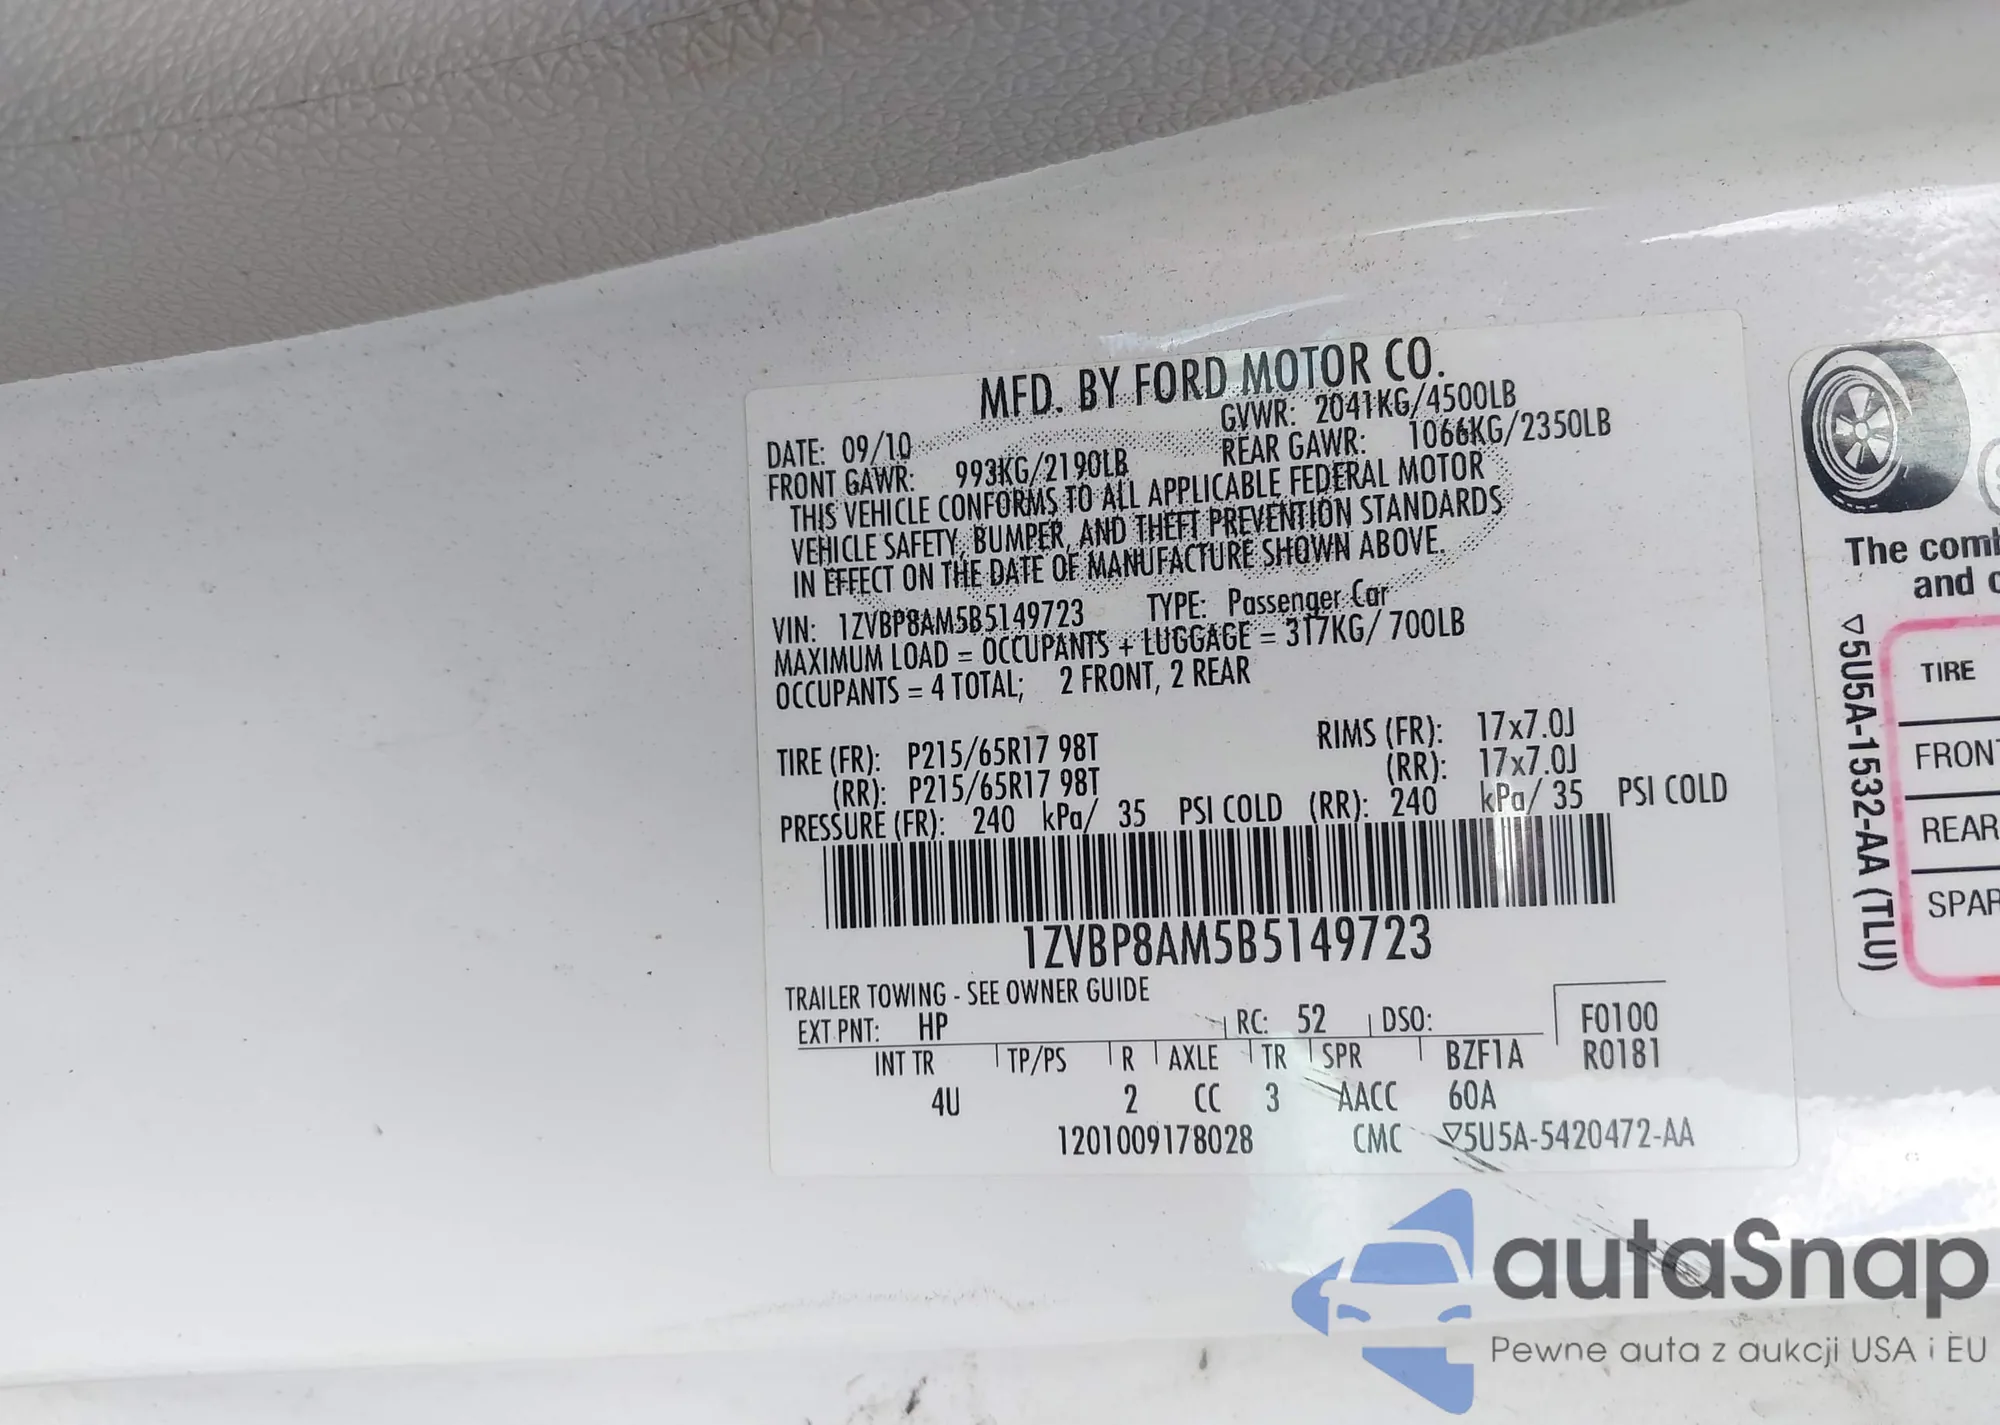 MFD. BY FORD MOTOR CO.
DATE: 09/10 GVWR: 2041KG/4500LB
FRONT GAWR: 993KG/2190LB REAR GAWR: 1066KG/2350LB
THIS VEHICLE CONFORMS TO ALL APPLICABLE FEDERAL MOTOR
VEHICLE SAFETY, BUMPER, AND THEFT PREVENTION STANDARDS
IN EFFECT ON THE DATE OF MANUFACTURE SHOWN ABOVE.
VIN: 1ZVBP8AM5B5149723 TYPE: Passenger Car
MAXIMUM LOAD = OCCUPANTS + LUGGAGE = 317KG/ 700LB
OCCUPANTS = 4 TOTAL; 2 FRONT, 2 REAR
TIRE (FR): P215/65R17 98T RIMS (FR): 17x7.0J
(RR): P215/65R17 98T (RR): 17x7.0J
PRESSURE (FR): 240 kPa/ 35 PSI COLD (RR): 240 kPa/ 35 PSI COLD
1ZVBP8AM5B5149723
TRAILER TOWING - SEE OWNER GUIDE
EXT PNT: HP RC: 52 DSO: F0100
INT TR TP/PS R AXLE TR SPR BZF1A R0181
4U 2 CC 3 AACC 60A
1201009178028 CMC ▽5U5A-5420472-AA
The com
and
▽5U5A-1532-AA (TLU)
TIRE
FRONT
REAR
SPAR
autaSnap
Pewne auta z aukcji USA i EU